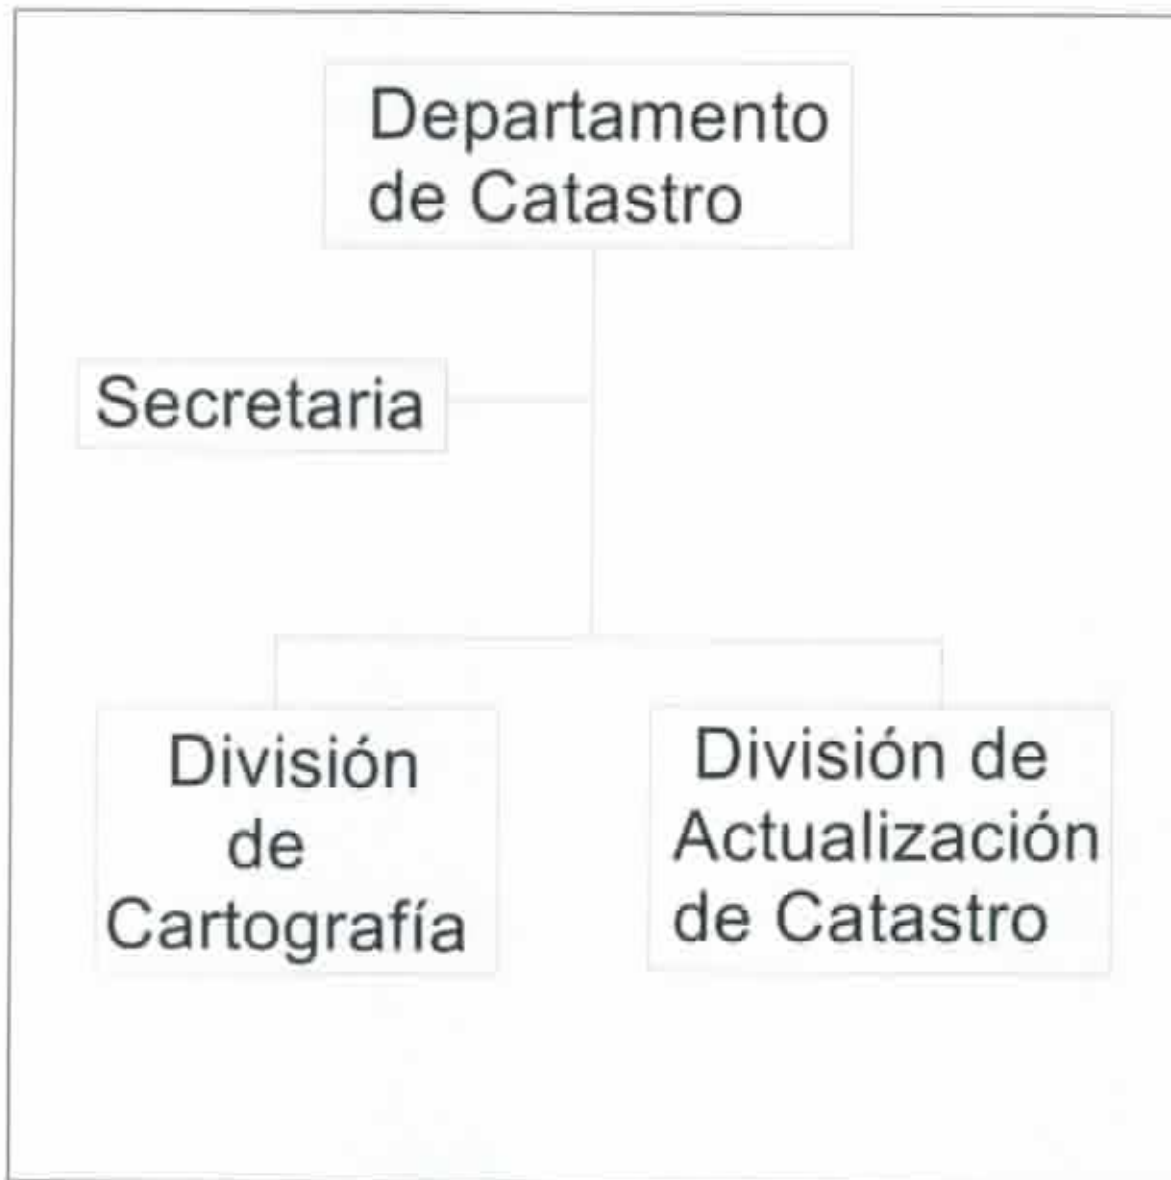 Departamento
de Catastro
Secretaria
División
de
Cartografía
División de
Actualización
de Catastro